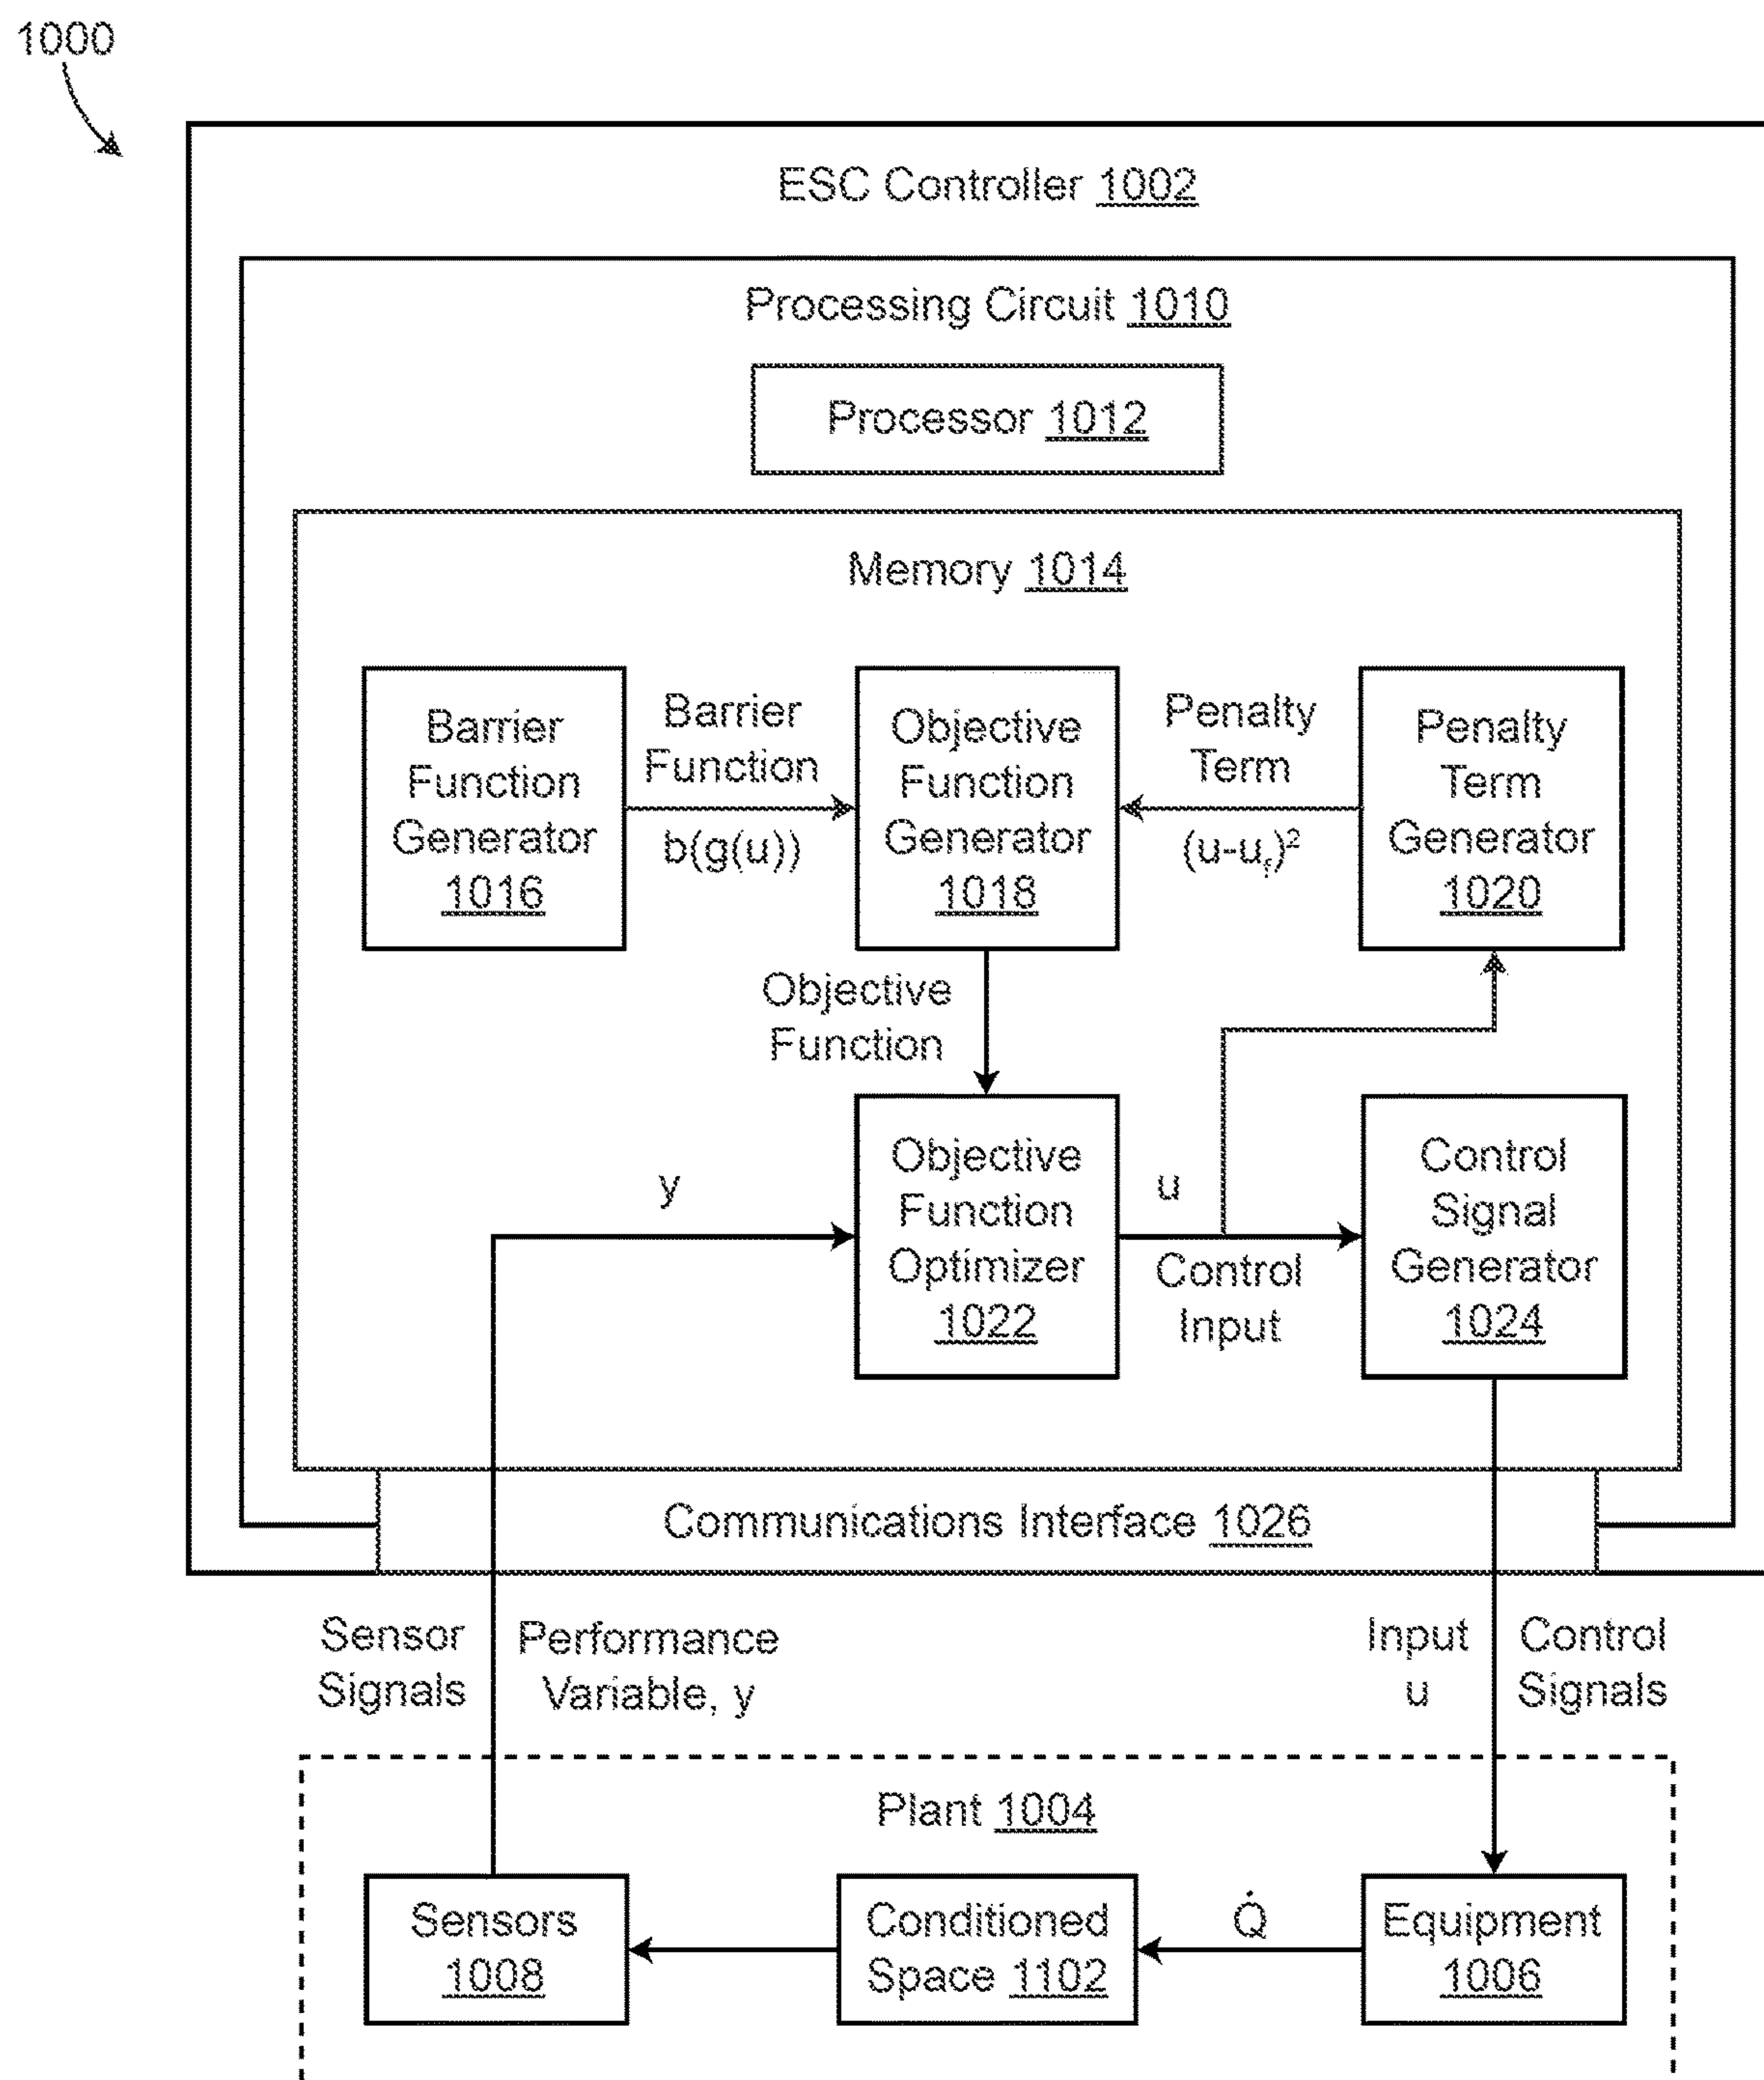 1000
ESC Controller 1002
Processing Circuit 1010
Processor 1012
Memory 1014
Barrier
Function
Generator
1016
Barrier
Function
b(g(u))
Objective
Function
Generator
1018
Penalty
Term
(u-u_f)²
Penalty
Term
Generator
1020
Objective
Function
y
Objective
Function
Optimizer
1022
u
Control
Input
Control
Signal
Generator
1024
Communications Interface 1026
Sensor
Signals
Performance
Variable, y
Input
u
Control
Signals
Plant 1004
Sensors
1008
Conditioned
Space 1102
Q̇
Equipment
1006